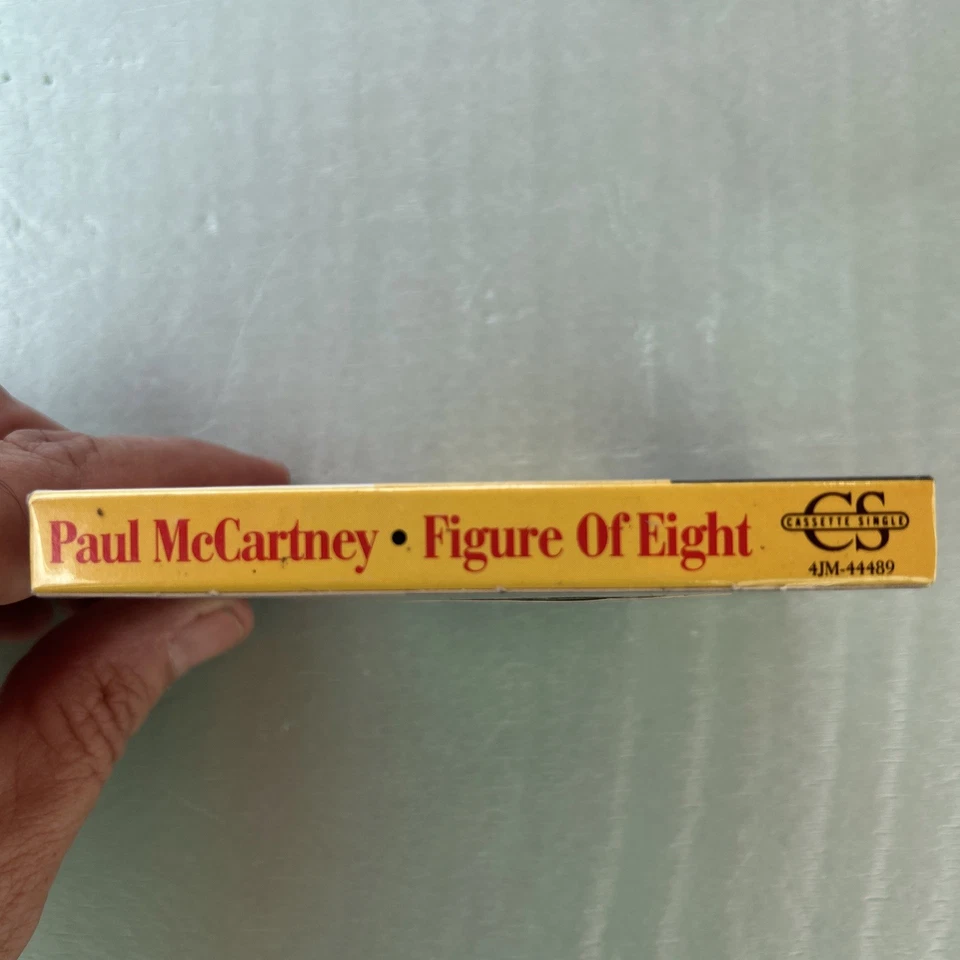 Paul McCartney • Figure Of Eight
CS
CASSETTE SINGLE
4JM-44489